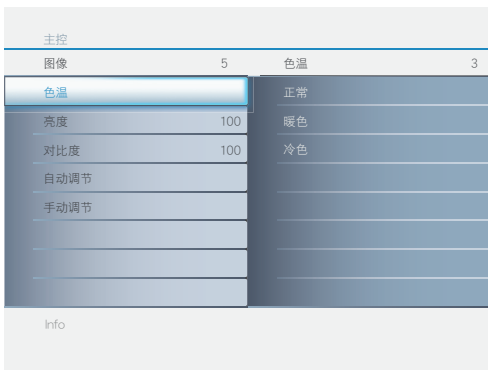 主控
图像 5 色温 3
色温 正常
亮度 100 暖色
对比度 100 冷色
自动调节
手动调节
Info